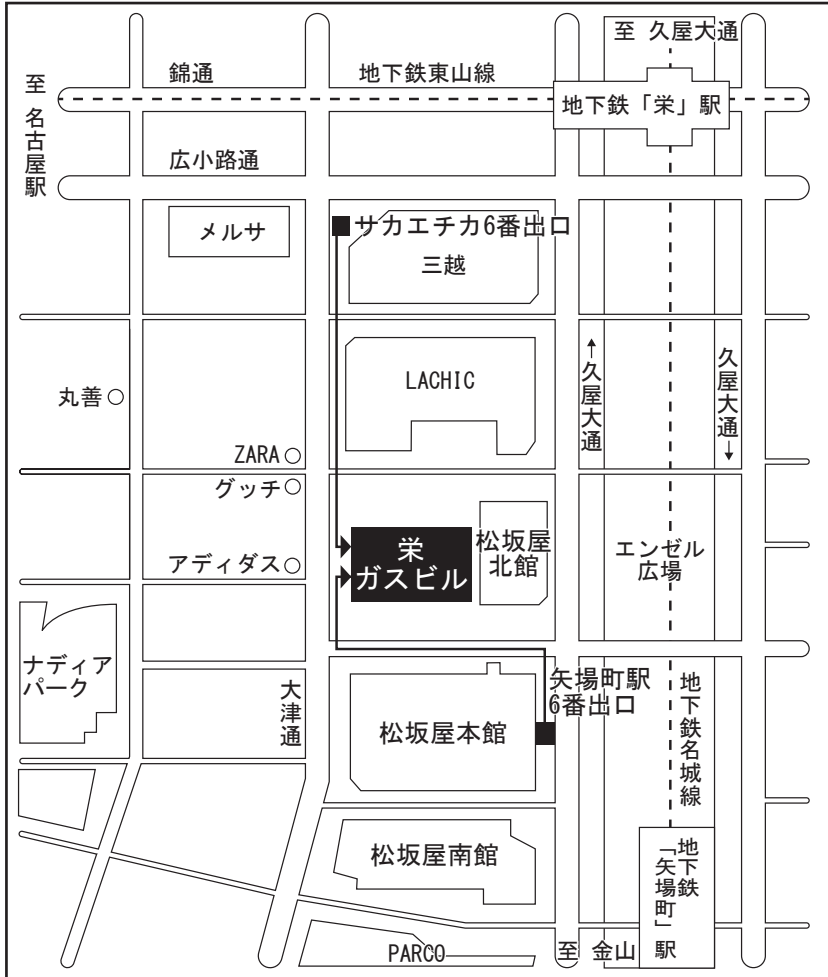 至 久屋大通
錦通
地下鉄東山線
至 名古屋駅
地下鉄「栄」駅
広小路通
メルサ
サカエチカ6番出口
三越
LACHIC
↑久屋大通
久屋大通↓
丸善
ZARA
グッチ
アディダス
栄
ガスビル
松坂屋
北館
エンゼル
広場
ナディア
パーク
大津通
松坂屋本館
矢場町駅
6番出口
地下鉄名城線
松坂屋南館
地下鉄
「矢場町」駅
PARCO
至 金山